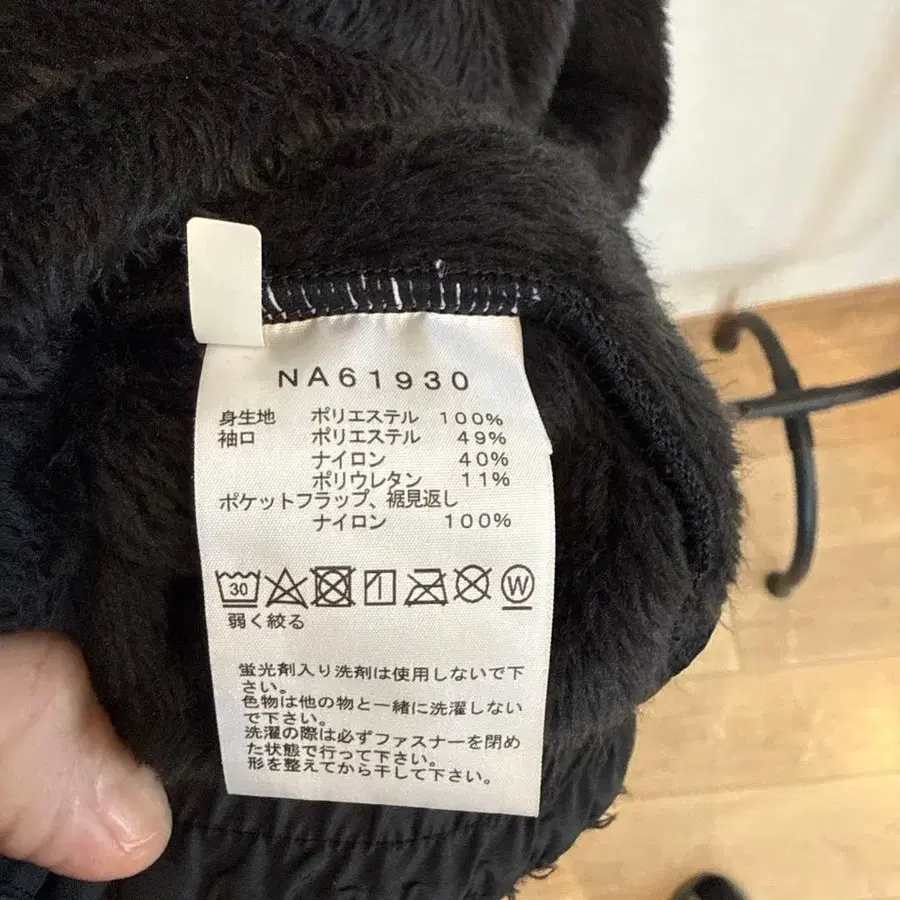 NA61930
身生地 ポリエステル 100%
袖口 ポリエステル 49%
ナイロン 40%
ポリウレタン 11%
ポケットフラップ、裾見返し
ナイロン 100%
30 W
弱く絞る
蛍光剤入り洗剤は使用しないで下
さい。
色物は他の物と一緒に洗濯しない
で下さい。
洗濯の際は必ずファスナーを閉め
た状態で行って下さい。
形を整えてから干して下さい。